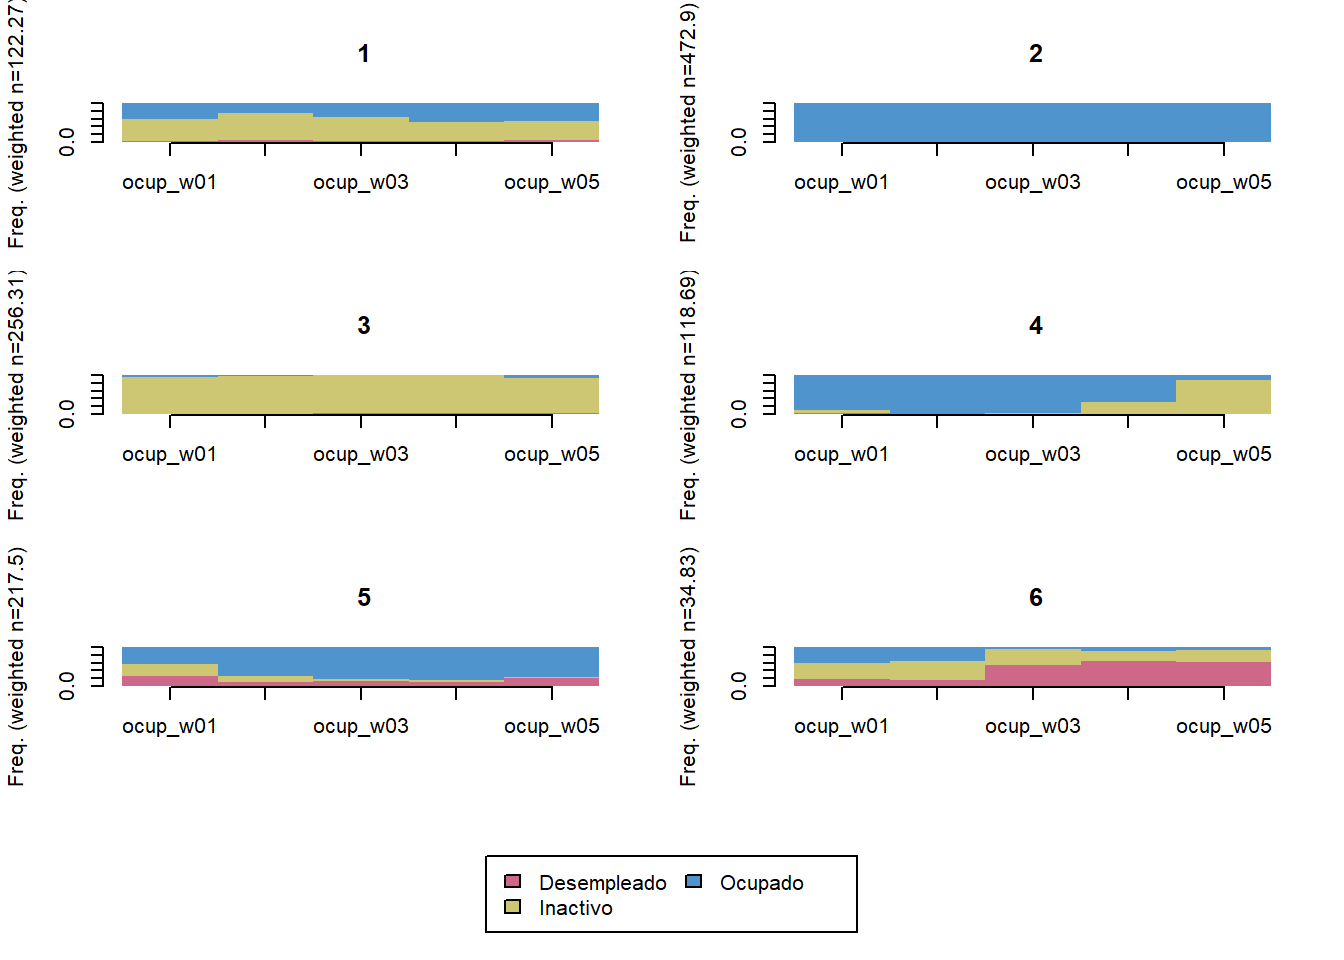 1
Freq. (weighted n=122.27)
0.0
ocup_w01 ocup_w03 ocup_w05
2
Freq. (weighted n=472.9)
0.0
ocup_w01 ocup_w03 ocup_w05
3
Freq. (weighted n=256.31)
0.0
ocup_w01 ocup_w03 ocup_w05
4
Freq. (weighted n=118.69)
0.0
ocup_w01 ocup_w03 ocup_w05
5
Freq. (weighted n=217.5)
0.0
ocup_w01 ocup_w03 ocup_w05
6
Freq. (weighted n=34.83)
0.0
ocup_w01 ocup_w03 ocup_w05
Desempleado Ocupado
Inactivo